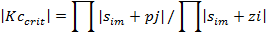 |Kc_crit| = ∏ |s_im + pj| / ∏ |s_im + zi|